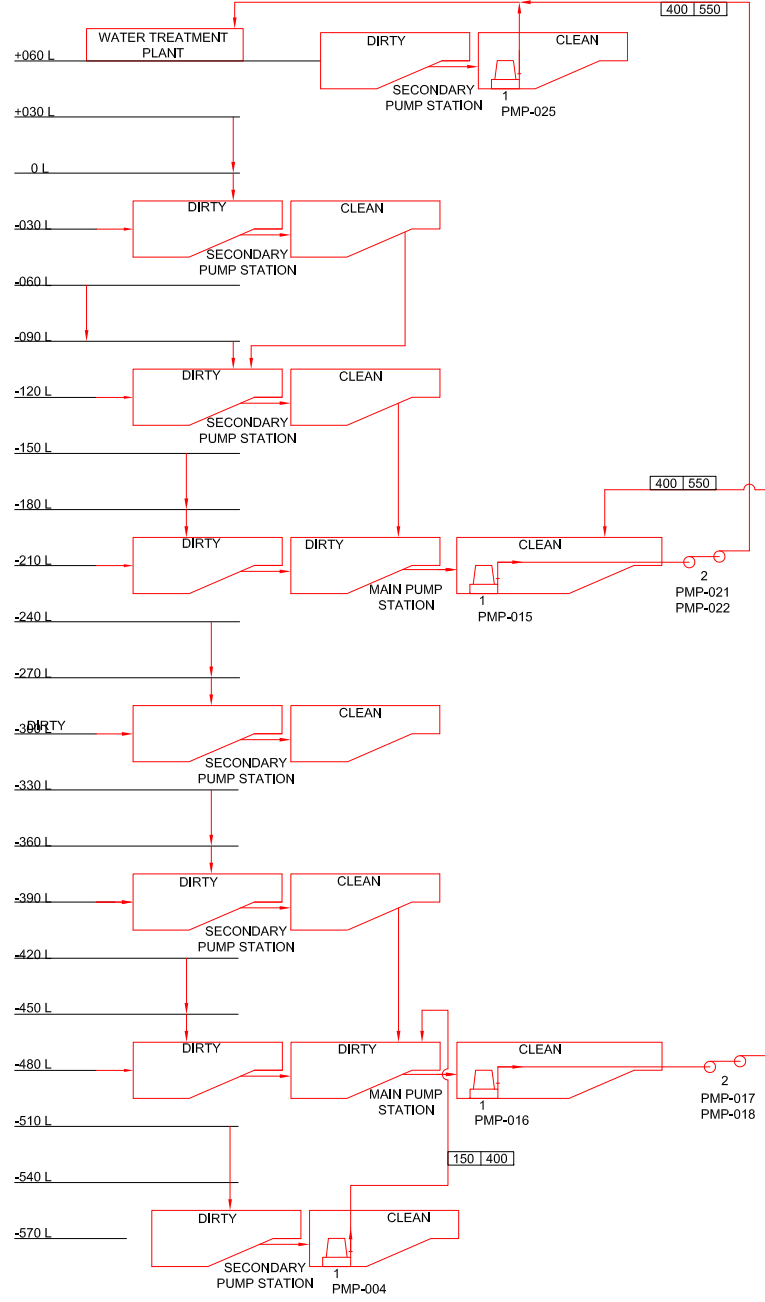 400 550
WATER TREATMENT
PLANT
DIRTY
CLEAN
+060 L
SECONDARY
PUMP STATION
1
PMP-025
+030 L
0 L
DIRTY
CLEAN
-030 L
SECONDARY
PUMP STATION
-060 L
-090 L
DIRTY
CLEAN
-120 L
SECONDARY
PUMP STATION
-150 L
400 550
-180 L
DIRTY
DIRTY
CLEAN
-210 L
MAIN PUMP
STATION
1
PMP-015
2
PMP-021
PMP-022
-240 L
-270 L
CLEAN
DIRTY
-300 L
SECONDARY
PUMP STATION
-330 L
-360 L
DIRTY
CLEAN
-390 L
SECONDARY
PUMP STATION
-420 L
-450 L
DIRTY
DIRTY
CLEAN
-480 L
MAIN PUMP
STATION
1
PMP-016
2
PMP-017
PMP-018
-510 L
150 400
-540 L
DIRTY
CLEAN
-570 L
SECONDARY
PUMP STATION
1
PMP-004